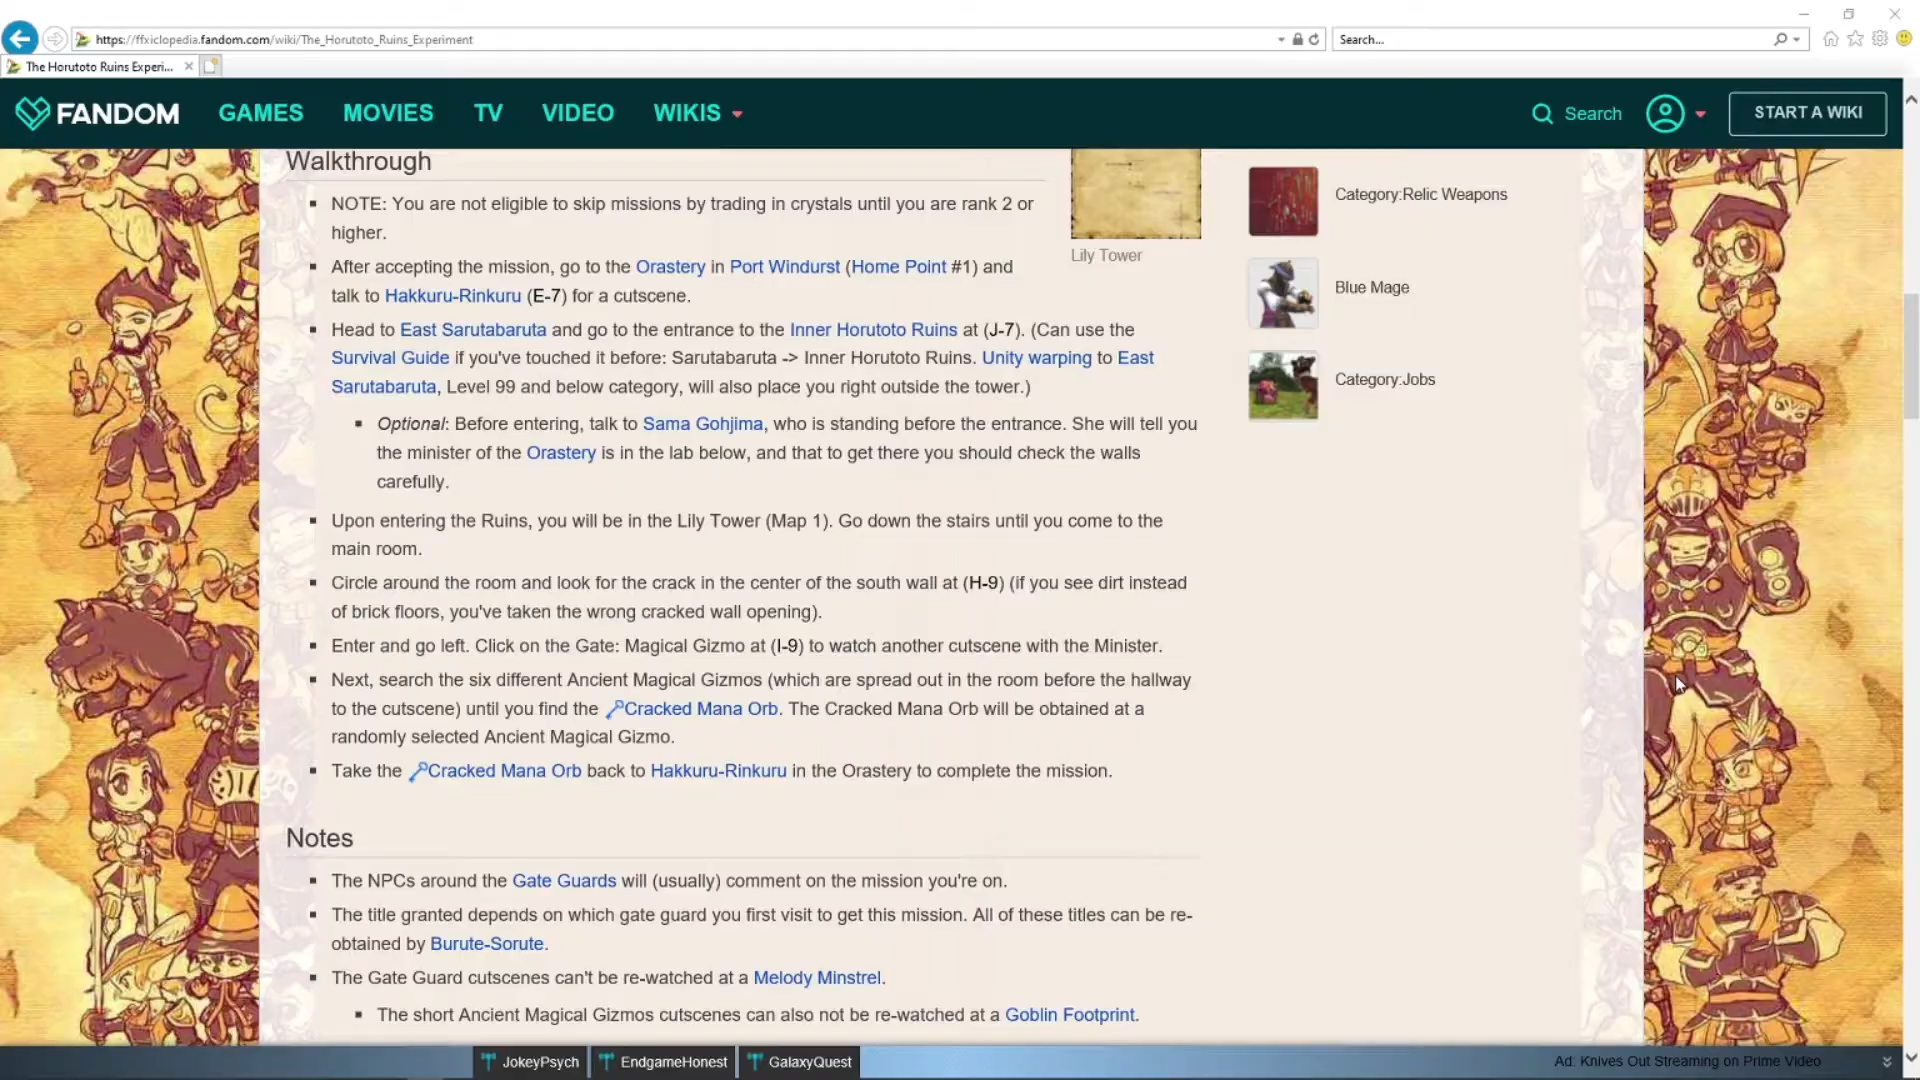 https://ffxiclopedia.fandom.com/wiki/The_Horutoto_Ruins_Experiment
Search...
The Horutoto Ruins Experi...
FANDOM
GAMES
MOVIES
TV
VIDEO
WIKIS
Search
START A WIKI
Walkthrough
NOTE: You are not eligible to skip missions by trading in crystals until you are rank 2 or
higher.
After accepting the mission, go to the Orastery in Port Windurst (Home Point #1) and
talk to Hakkuru-Rinkuru (E-7) for a cutscene.
Head to East Sarutabaruta and go to the entrance to the Inner Horutoto Ruins at (J-7). (Can use the
Survival Guide if you've touched it before: Sarutabaruta -> Inner Horutoto Ruins. Unity warping to East
Sarutabaruta, Level 99 and below category, will also place you right outside the tower.)
Optional: Before entering, talk to Sama Gohjima, who is standing before the entrance. She will tell you
the minister of the Orastery is in the lab below, and that to get there you should check the walls
carefully.
Upon entering the Ruins, you will be in the Lily Tower (Map 1). Go down the stairs until you come to the
main room.
Circle around the room and look for the crack in the center of the south wall at (H-9) (if you see dirt instead
of brick floors, you've taken the wrong cracked wall opening).
Enter and go left. Click on the Gate: Magical Gizmo at (I-9) to watch another cutscene with the Minister.
Next, search the six different Ancient Magical Gizmos (which are spread out in the room before the hallway
to the cutscene) until you find the Cracked Mana Orb. The Cracked Mana Orb will be obtained at a
randomly selected Ancient Magical Gizmo.
Take the Cracked Mana Orb back to Hakkuru-Rinkuru in the Orastery to complete the mission.
Lily Tower
Category:Relic Weapons
Blue Mage
Category:Jobs
Notes
The NPCs around the Gate Guards will (usually) comment on the mission you're on.
The title granted depends on which gate guard you first visit to get this mission. All of these titles can be re-
obtained by Burute-Sorute.
The Gate Guard cutscenes can't be re-watched at a Melody Minstrel.
The short Ancient Magical Gizmos cutscenes can also not be re-watched at a Goblin Footprint.
JokeyPsych
EndgameHonest
GalaxyQuest
Ad. Knives Out Streaming on Prime Video